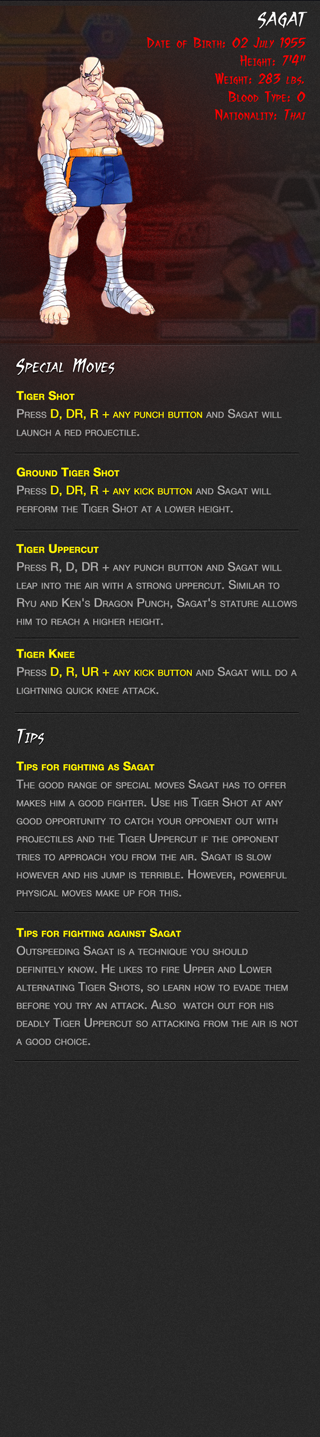 SAGAT
Date of Birth: 02 July 1955
Height: 7'4"
Weight: 283 lbs.
Blood Type: O
Nationality: Thai
Special Moves
Tiger Shot
Press D, DR, R + any punch button and Sagat will
launch a red projectile.
Ground Tiger Shot
Press D, DR, R + any kick button and Sagat will
perform the Tiger Shot at a lower height.
Tiger Uppercut
Press R, D, DR + any punch button and Sagat will
leap into the air with a strong uppercut. Similar to
Ryu and Ken's Dragon Punch, Sagat's stature allows
him to reach a higher height.
Tiger Knee
Press D, R, UR + any kick button and Sagat will do a
lightning quick knee attack.
Tips
Tips for fighting as Sagat
The good range of special moves Sagat has to offer
makes him a good fighter. Use his Tiger Shot at any
good opportunity to catch your opponent out with
projectiles and the Tiger Uppercut if the opponent
tries to approach you from the air. Sagat is slow
however and his jump is terrible. However, powerful
physical moves make up for this.
Tips for fighting against Sagat
Outspeeding Sagat is a technique you should
definitely know. He likes to fire Upper and Lower
alternating Tiger Shots, so learn how to evade them
before you try an attack. Also  watch out for his
deadly Tiger Uppercut so attacking from the air is not
a good choice.